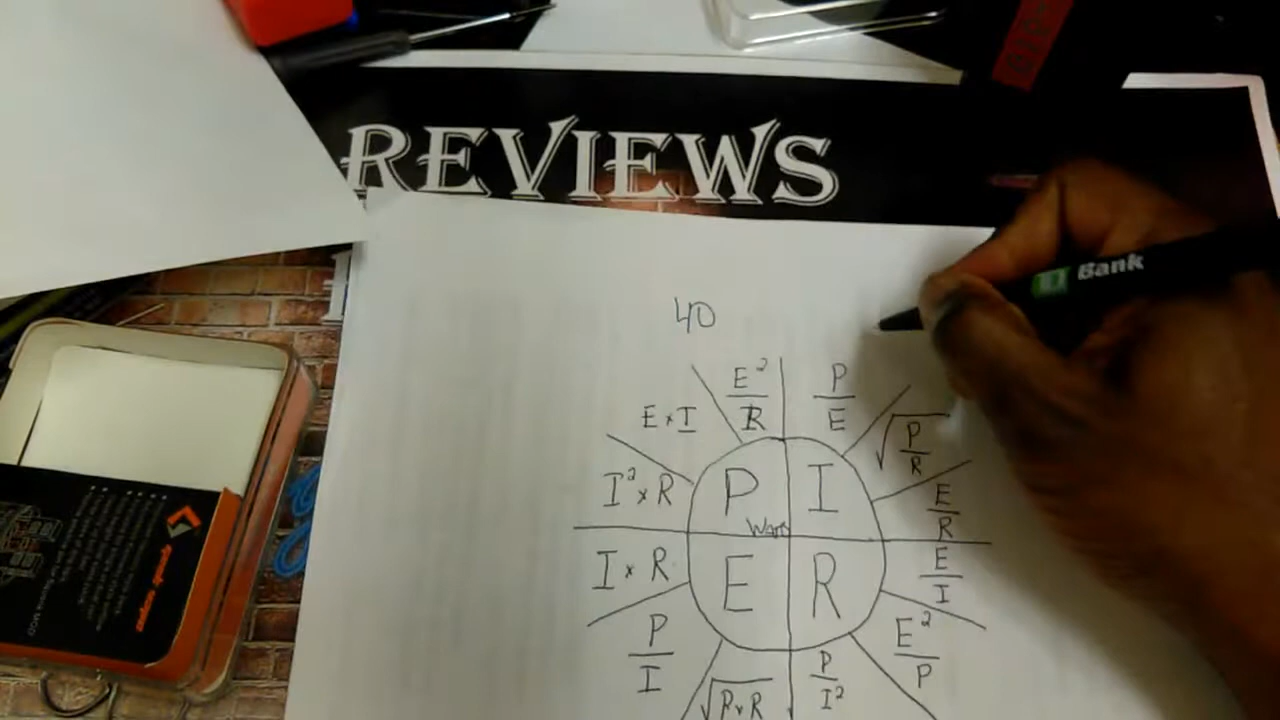 REVIEWS
Bank
40
E²/R
P/E
E×I
√P/R
I²×R
P
I
E/R
Watts
I×R
E
R
E/I
P/I
E²/P
√P×R
P/I²